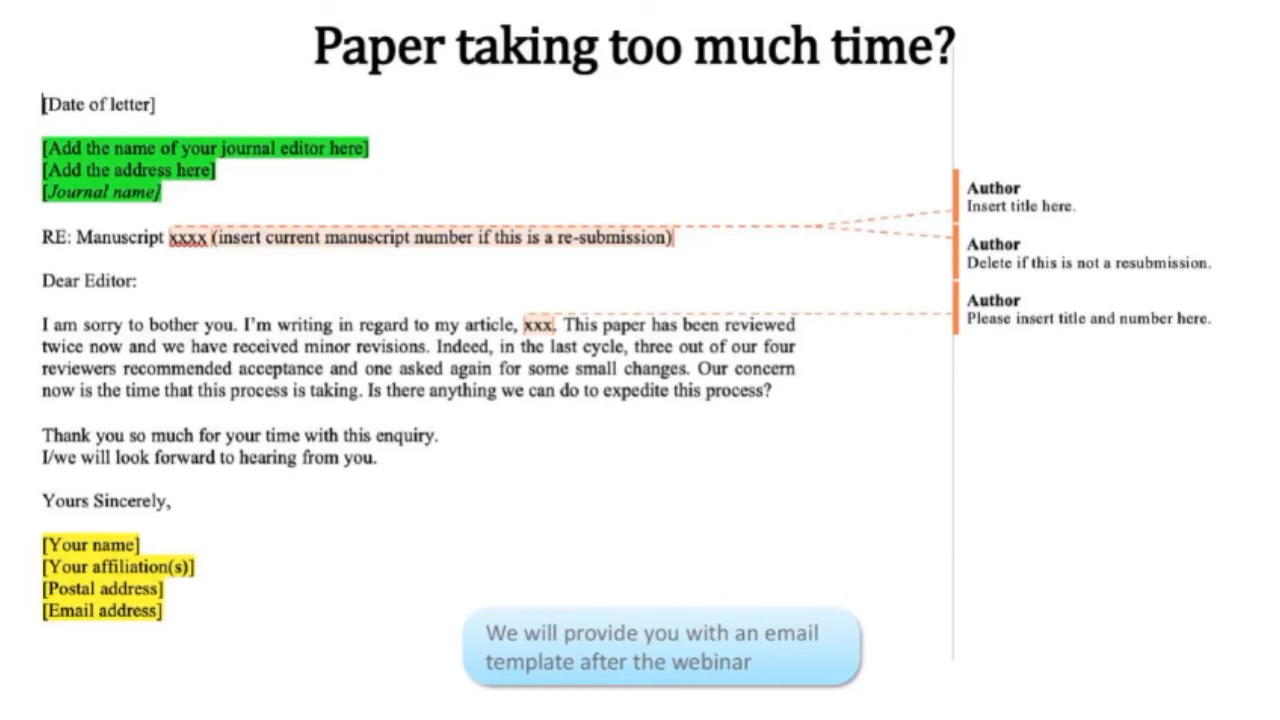 Paper taking too much time?
[Date of letter]
[Add the name of your journal editor here]
[Add the address here]
[Journal name]
RE: Manuscript xxxx (insert current manuscript number if this is a re-submission)
Dear Editor:
I am sorry to bother you. I’m writing in regard to my article, xxx. This paper has been reviewed
twice now and we have received minor revisions. Indeed, in the last cycle, three out of our four
reviewers recommended acceptance and one asked again for some small changes. Our concern
now is the time that this process is taking. Is there anything we can do to expedite this process?
Thank you so much for your time with this enquiry.
I/we will look forward to hearing from you.
Yours Sincerely,
[Your name]
[Your affiliation(s)]
[Postal address]
[Email address]
Author
Insert title here.
Author
Delete if this is not a resubmission.
Author
Please insert title and number here.
We will provide you with an email
template after the webinar